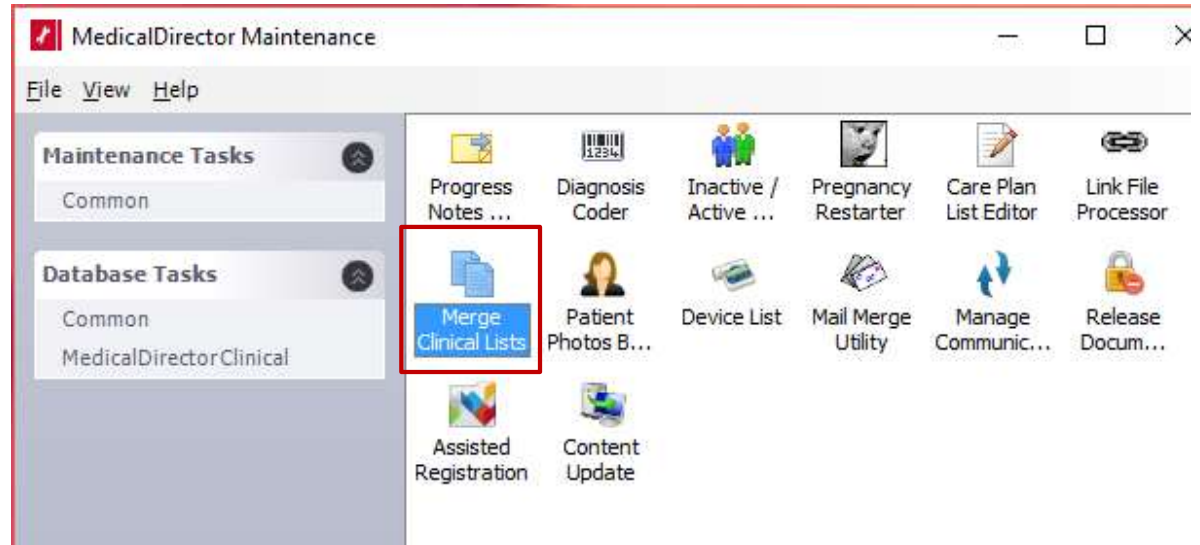 MedicalDirector Maintenance
File View Help
Maintenance Tasks
Common
Database Tasks
Common
MedicalDirectorClinical
Progress
Notes ...
Diagnosis
Coder
Inactive /
Active ...
Pregnancy
Restarter
Care Plan
List Editor
Link File
Processor
Merge
Clinical Lists
Patient
Photos B...
Device List
Mail Merge
Utility
Manage
Communic...
Release
Docum...
Assisted
Registration
Content
Update
1234